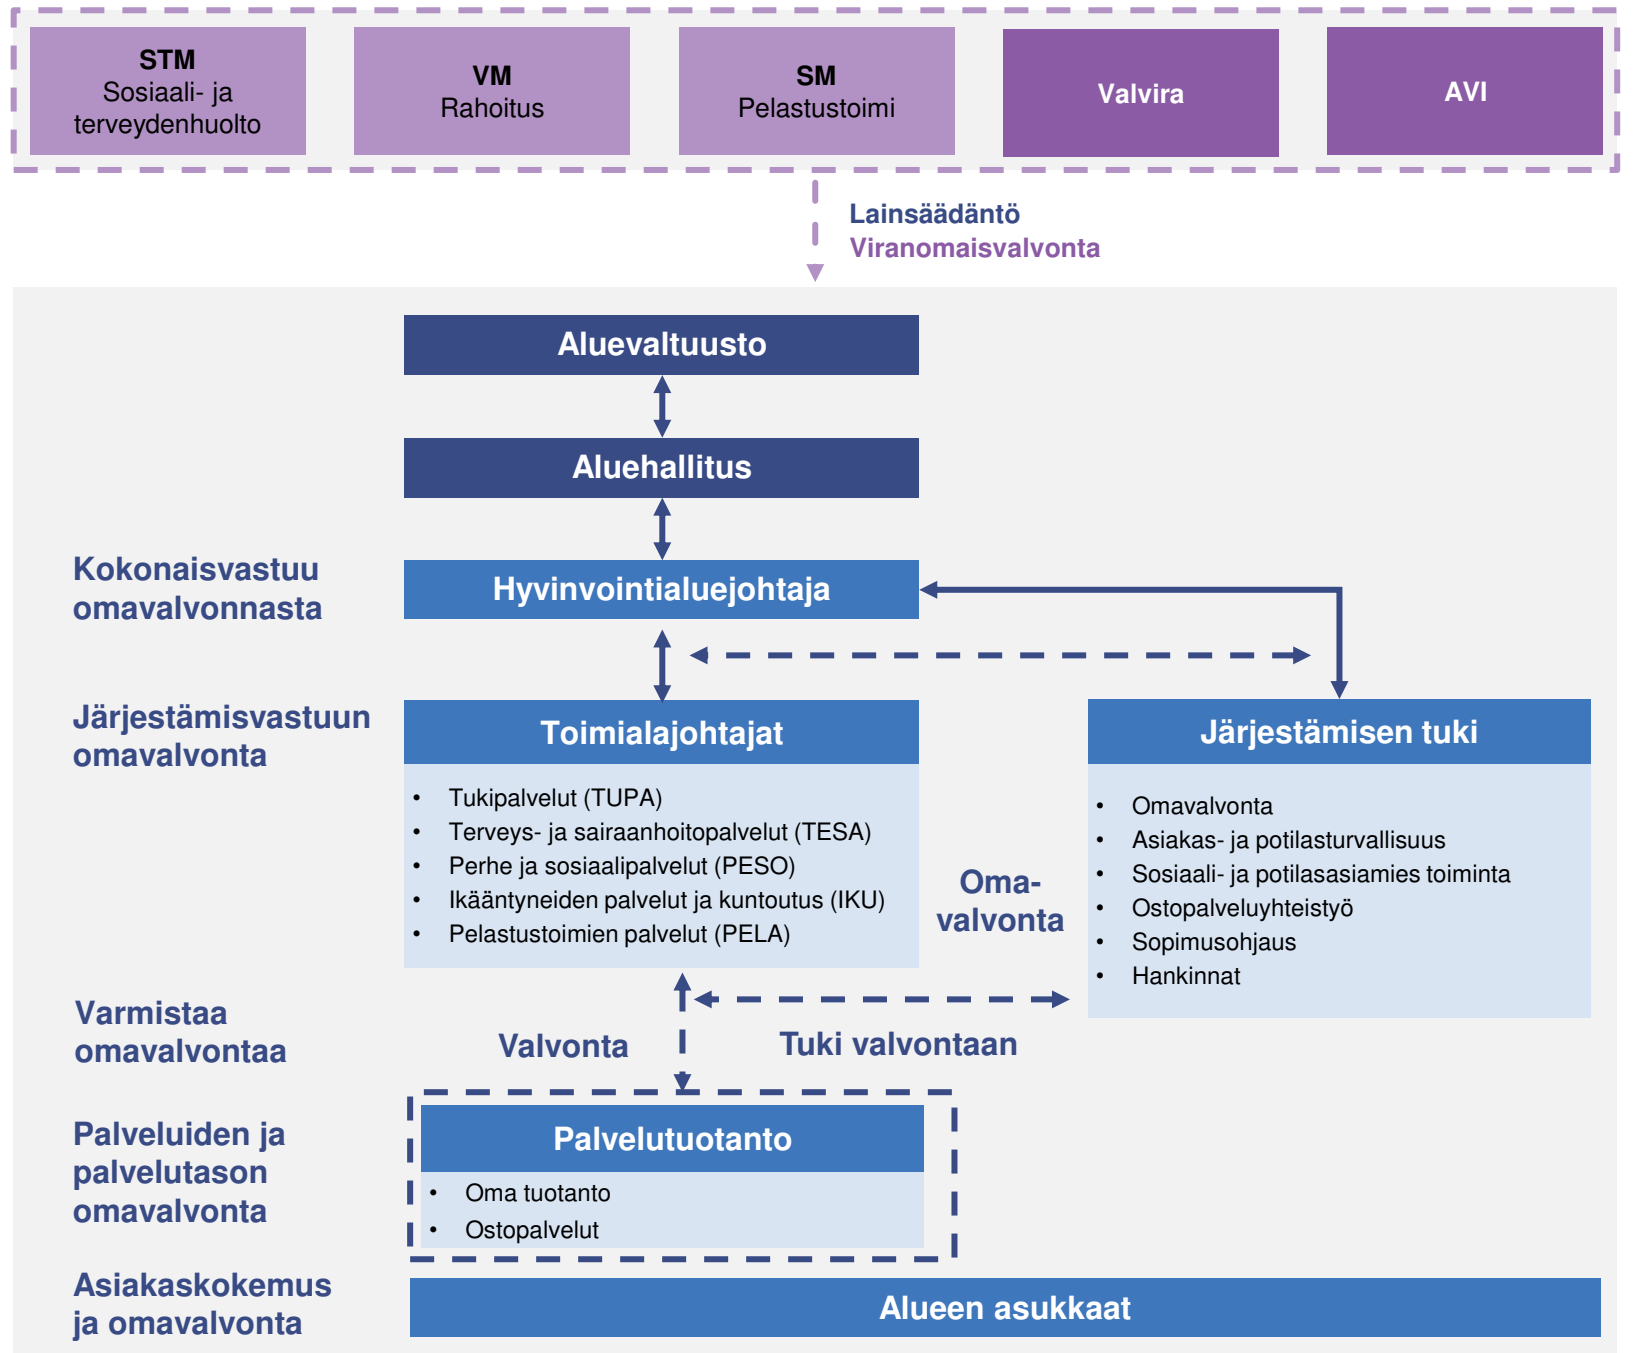 STM
Sosiaali- ja
terveydenhuolto
VM
Rahoitus
SM
Pelastustoimi
Valvira
AVI
Lainsäädäntö
Viranomaisvalvonta
Aluevaltuusto
Aluehallitus
Kokonaisvastuu
omavalvonnasta
Hyvinvointialuejohtaja
Järjestämisvastuun
omavalvonta
Toimialajohtajat
• Tukipalvelut (TUPA)
• Terveys- ja sairaanhoitopalvelut (TESA)
• Perhe ja sosiaalipalvelut (PESO)
• Ikääntyneiden palvelut ja kuntoutus (IKU)
• Pelastustoimien palvelut (PELA)
Oma-
valvonta
Järjestämisen tuki
• Omavalvonta
• Asiakas- ja potilasturvallisuus
• Sosiaali- ja potilasasiamies toiminta
• Ostopalveluyhteistyö
• Sopimusohjaus
• Hankinnat
Varmistaa
omavalvontaa
Valvonta
Tuki valvontaan
Palveluiden ja
palvelutason
omavalvonta
Palvelutuotanto
• Oma tuotanto
• Ostopalvelut
Asiakaskokemus
ja omavalvonta
Alueen asukkaat